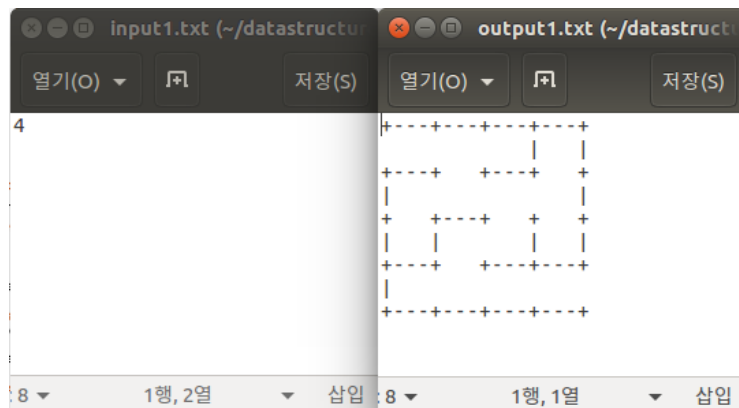 input1.txt (~/datastructur
열기(O) 저장(S)
4
8 1행, 2열 삽입
output1.txt (~/datastructu
열기(O) 저장(S)
+---+---+---+---+
            |   |
+---+   +---+   +
|               |
+   +---+   +   +
|   |       |   |
+---+   +---+---+
|
+---+---+---+---+
: 8 1행, 1열 삽입